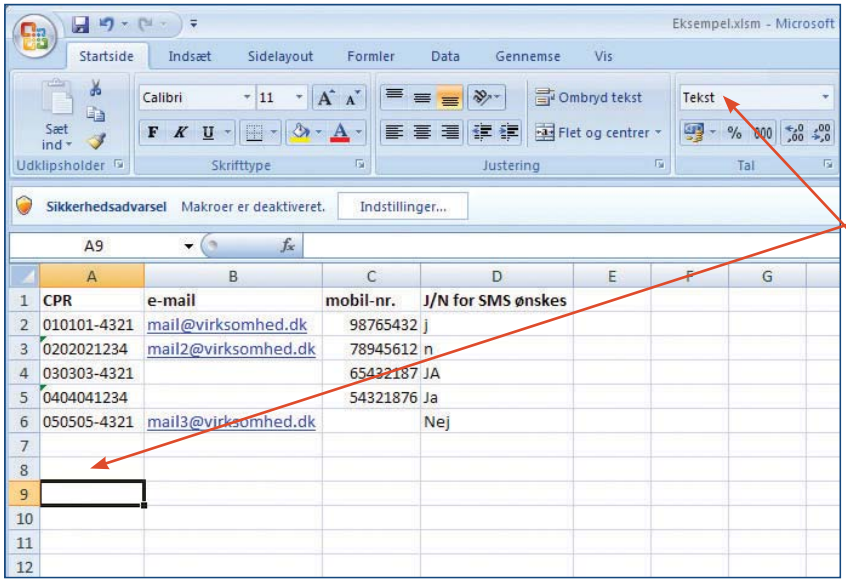 Eksempel.xlsm - Microsoft
Startside Indsæt Sidelayout Formler Data Gennemse Vis
Calibri 11 A A Ombryd tekst Tekst
Sæt ind
F K U A Flet og centrer % 000 ,00 ,0 ,00 ,0
Udklipsholder Skrifttype Justering Tal
Sikkerhedsadvarsel Makroer er deaktiveret. Indstillinger...
A9 fx
A B C D E F G
1 CPR e-mail mobil-nr. J/N for SMS ønskes
2 010101-4321 mail@virksomhed.dk 98765432 j
3 0202021234 mail2@virksomhed.dk 78945612 n
4 030303-4321 65432187 JA
5 0404041234 54321876 Ja
6 050505-4321 mail3@virksomhed.dk Nej
7
8
9
10
11
12